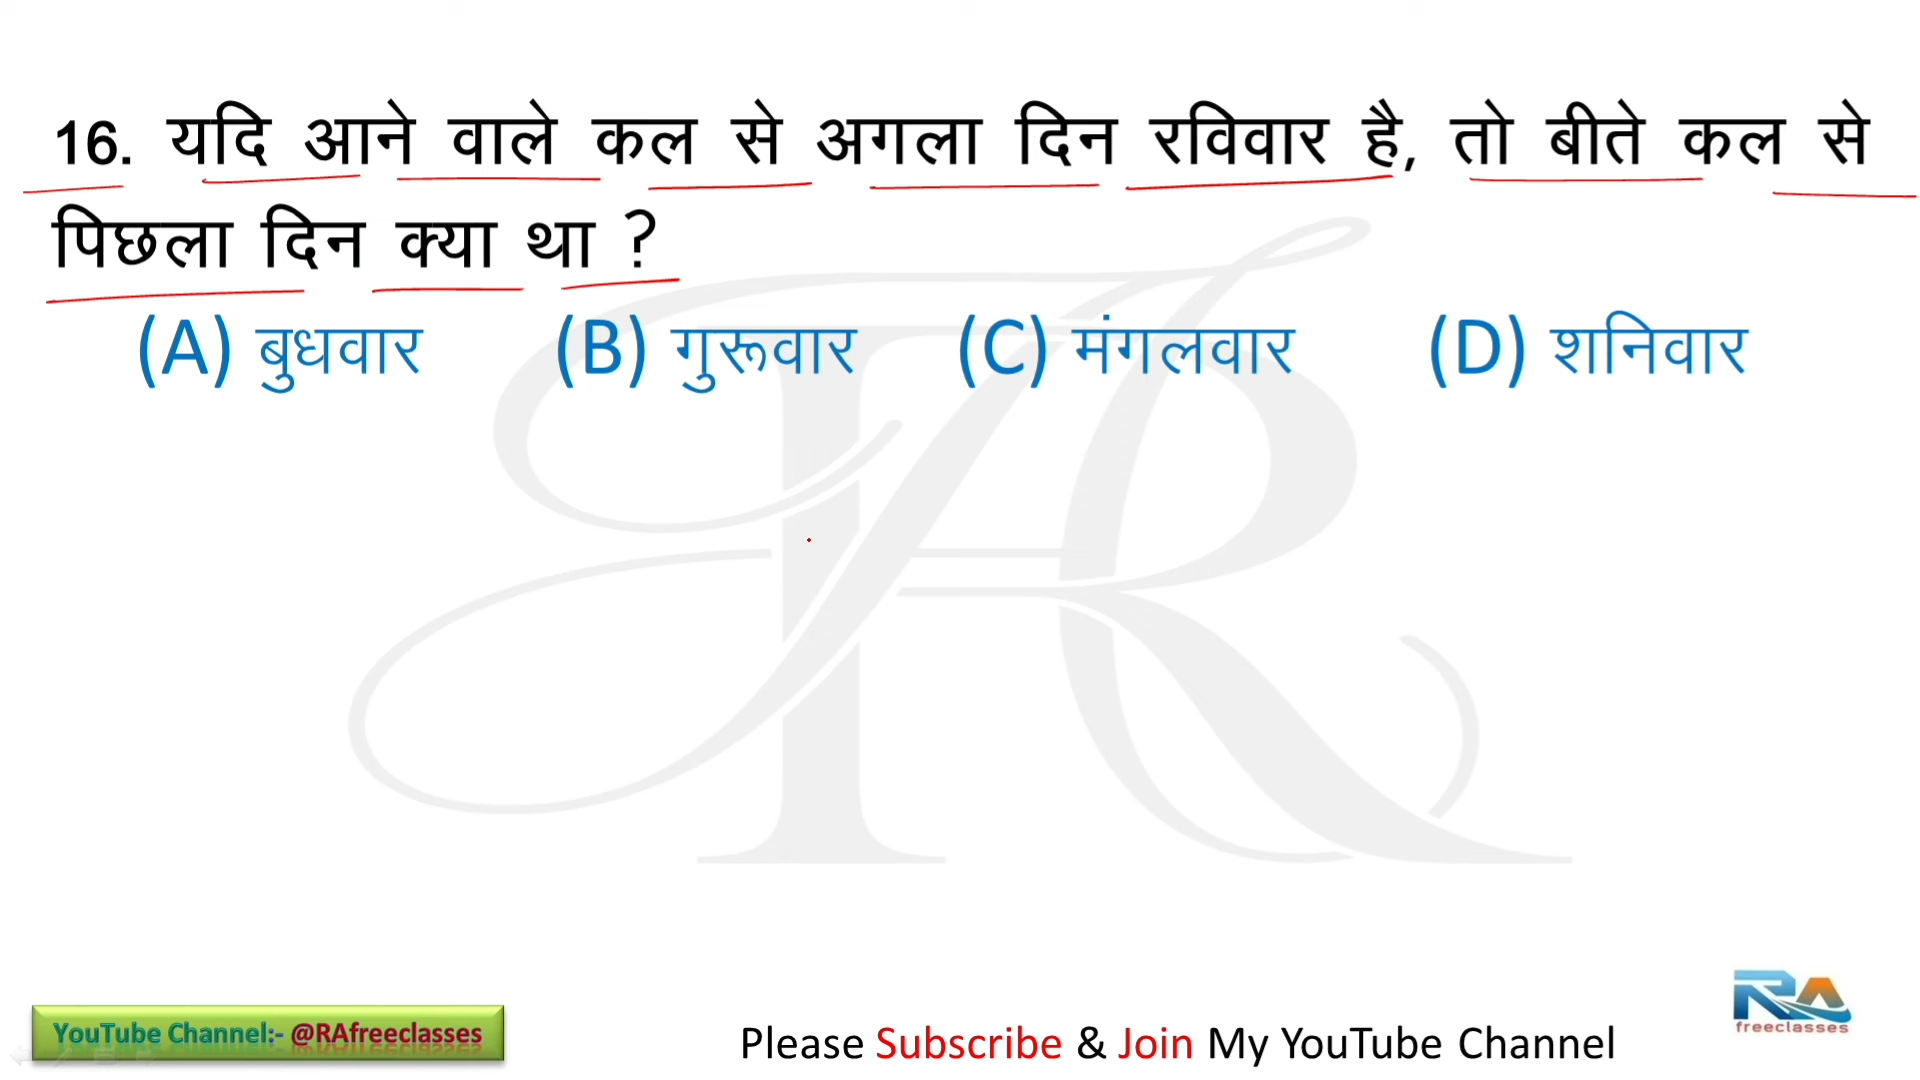 16. यदि आने वाले कल से अगला दिन रविवार है, तो बीते कल से
पिछला दिन क्या था ?
(A) बुधवार (B) गुरूवार (C) मंगलवार (D) शनिवार
YouTube Channel:- @RAfreeclasses
Please Subscribe & Join My YouTube Channel
RA
freeclasses